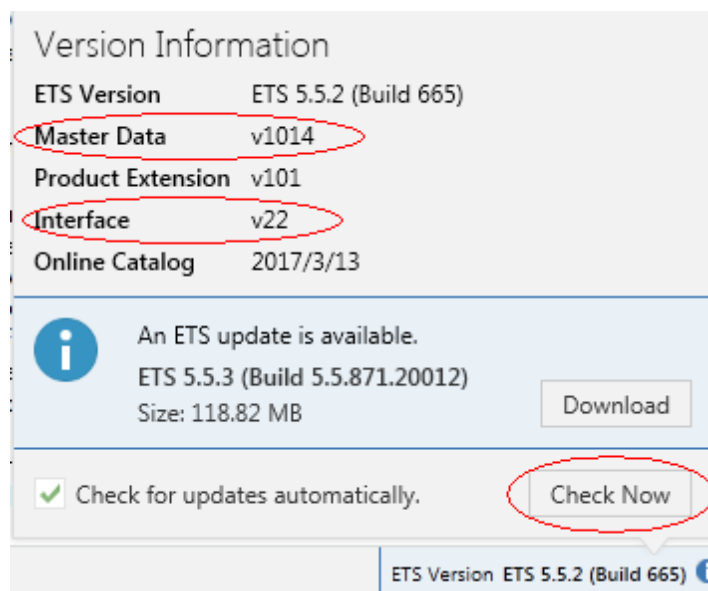 Version Information
ETS Version ETS 5.5.2 (Build 665)
Master Data v1014
Product Extension v101
Interface v22
Online Catalog 2017/3/13
An ETS update is available.
ETS 5.5.3 (Build 5.5.871.20012)
Size: 118.82 MB
Download
Check for updates automatically.
Check Now
ETS Version ETS 5.5.2 (Build 665)